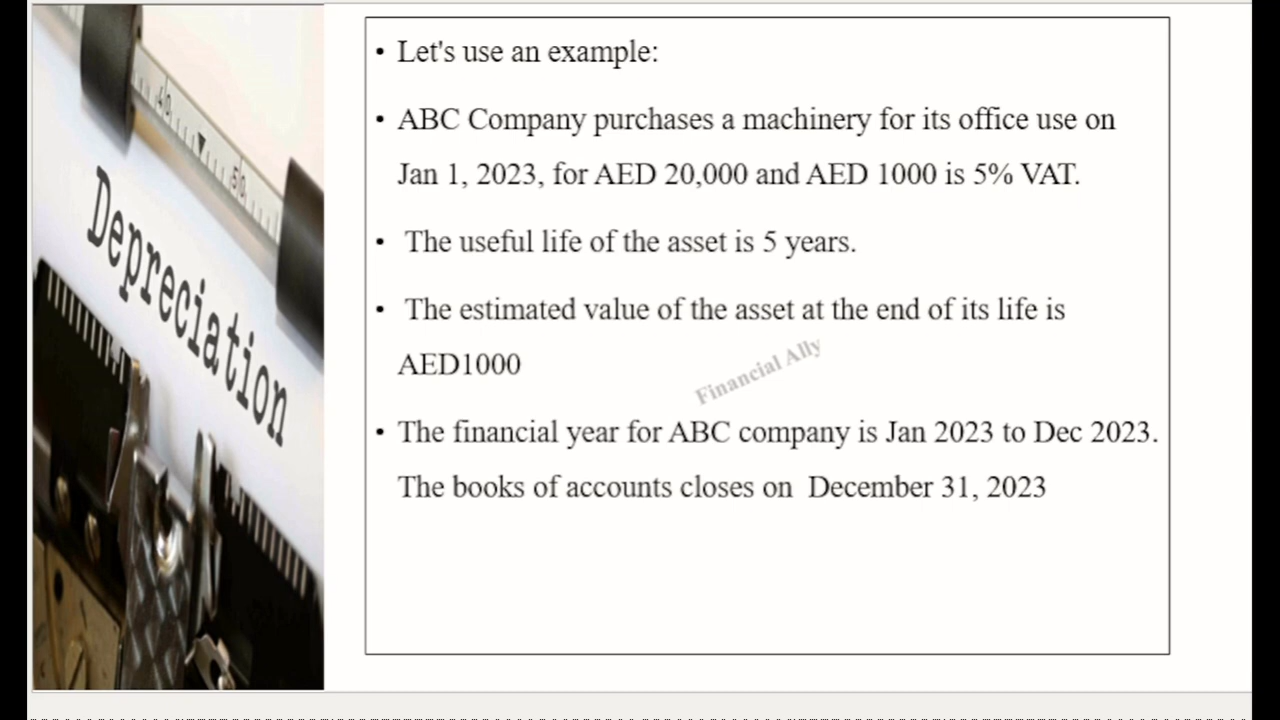 • Let's use an example:
• ABC Company purchases a machinery for its office use on
Jan 1, 2023, for AED 20,000 and AED 1000 is 5% VAT.
• The useful life of the asset is 5 years.
• The estimated value of the asset at the end of its life is
AED1000
Financial Ally
• The financial year for ABC company is Jan 2023 to Dec 2023.
The books of accounts closes on December 31, 2023
40
50
Depreciation